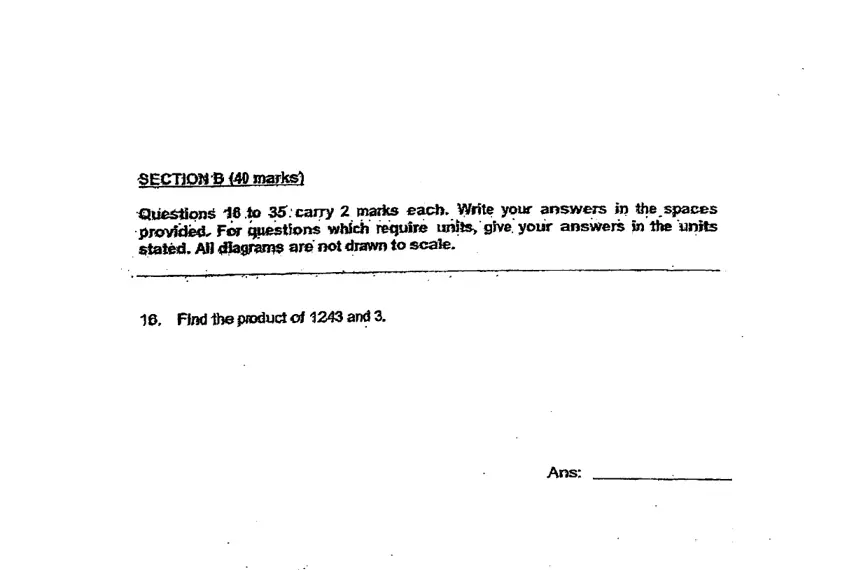 SECTION B (40 marks)
Questions 16 to 35 carry 2 marks each. Write your answers in the spaces
provided. For questions which require units, give your answers in the units
stated. All diagrams are not drawn to scale.
16. Find the product of 1243 and 3.
Ans: